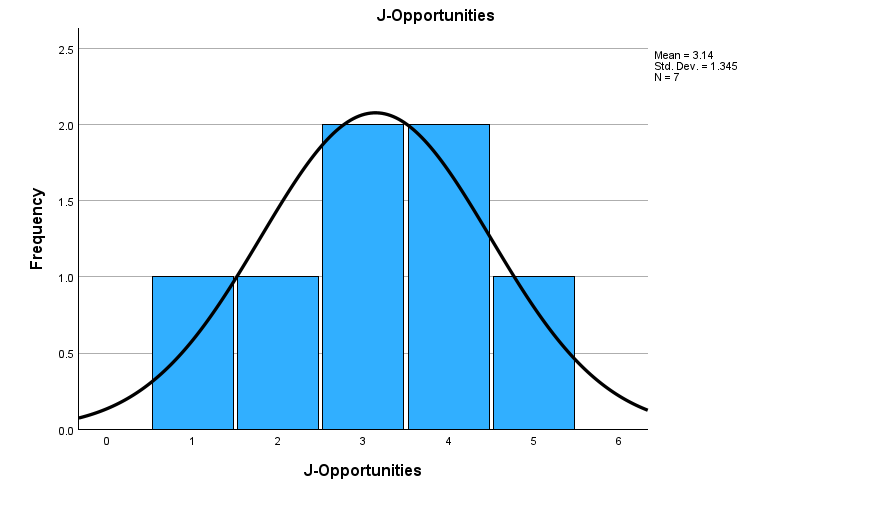 J-Opportunities
Mean = 3.14
Std. Dev. = 1.345
N = 7
2.5
2.0
1.5
1.0
0.5
0.0
Frequency
0 1 2 3 4 5 6
J-Opportunities